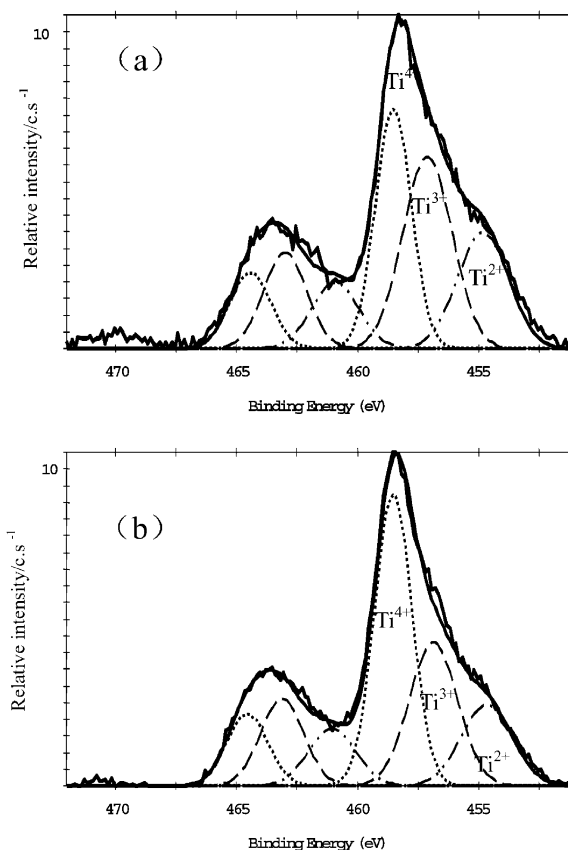 10
（a）
Ti⁴
Ti³⁺
Ti²⁺
Relative intensity/c.s ⁻¹
470 465 460 455
Binding Energy (eV)
10
（b）
Ti⁴⁺
Ti³⁺
Ti²⁺
Relative intensity/c.s ⁻¹
470 465 460 455
Binding Energy (eV)